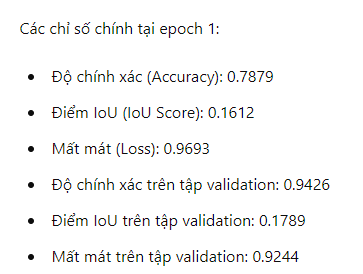 Các chỉ số chính tại epoch 1:
• Độ chính xác (Accuracy): 0.7879
• Điểm IoU (IoU Score): 0.1612
• Mất mát (Loss): 0.9693
• Độ chính xác trên tập validation: 0.9426
• Điểm IoU trên tập validation: 0.1789
• Mất mát trên tập validation: 0.9244